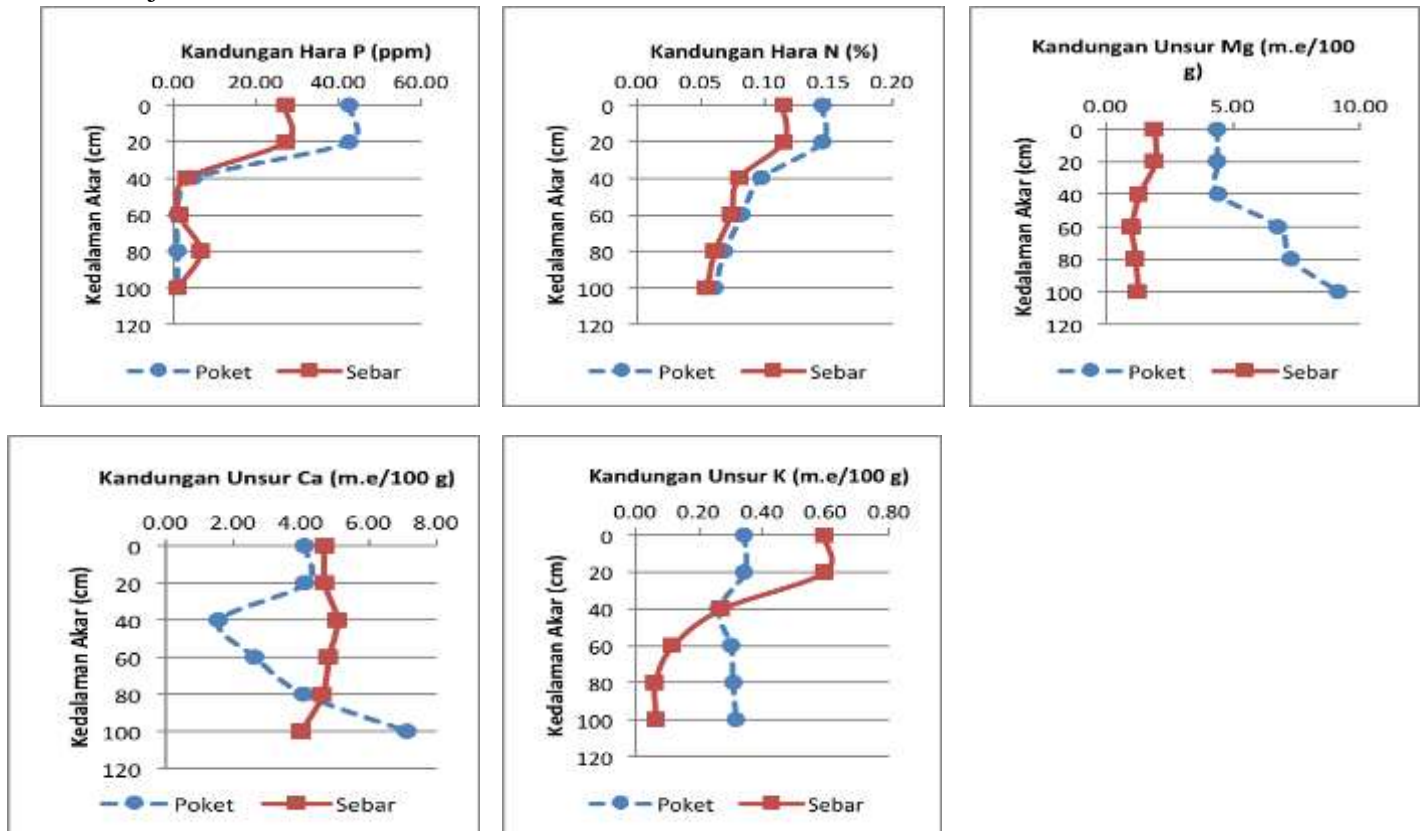 Kandungan Hara P (ppm)
0.00 20.00 40.00 60.00
0
20
40
60
80
100
120
Kedalaman Akar (cm)
Poket Sebar
Kandungan Hara N (%)
0.00 0.05 0.10 0.15 0.20
0
20
40
60
80
100
120
Kedalaman Akar (cm)
Poket Sebar
Kandungan Unsur Mg (m.e/100
g)
0.00 5.00 10.00
0
20
40
60
80
100
120
Kedalaman Akar (cm)
Poket Sebar
Kandungan Unsur Ca (m.e/100 g)
0.00 2.00 4.00 6.00 8.00
0
20
40
60
80
100
120
Kedalaman Akar (cm)
Poket Sebar
Kandungan Unsur K (m.e/100 g)
0.00 0.20 0.40 0.60 0.80
0
20
40
60
80
100
120
Kedalaman Akar (cm)
Poket Sebar